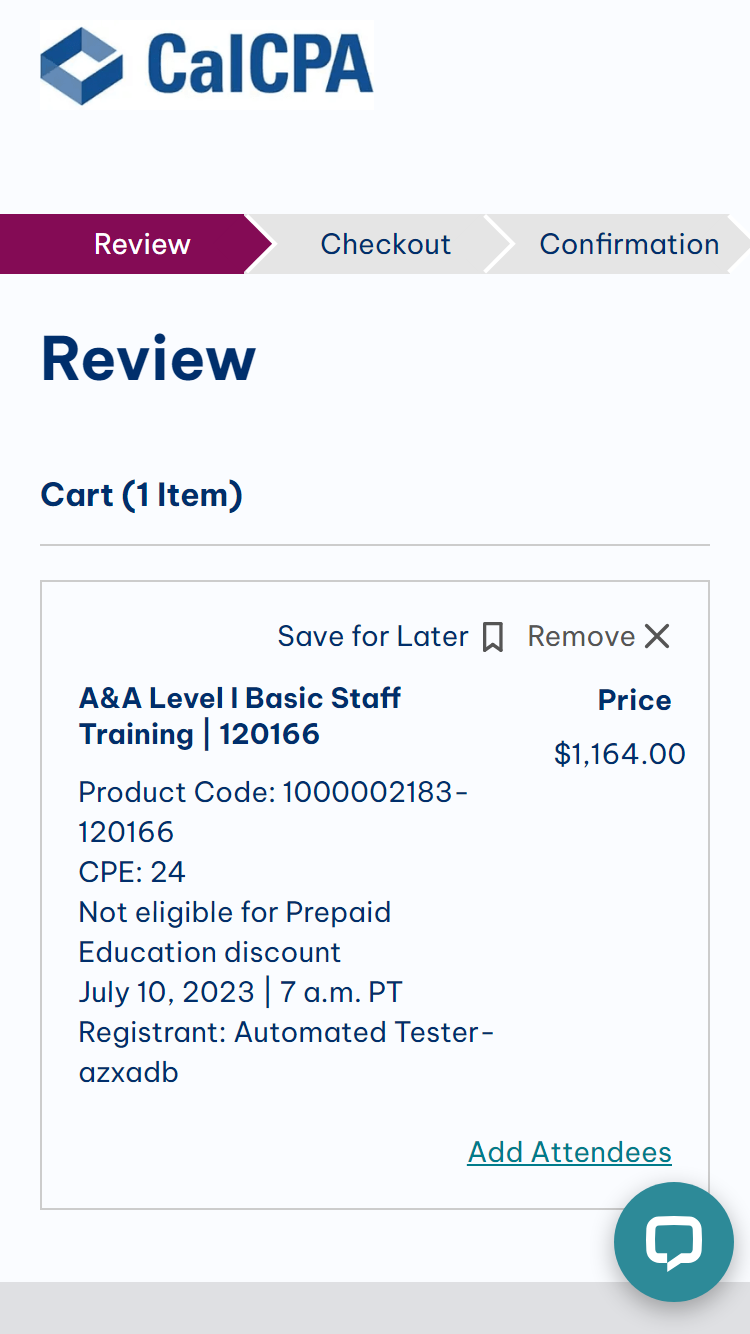 CalCPA
Review
Checkout
Confirmation
Review
Cart (1 Item)
Save for Later
Remove
A&A Level I Basic Staff
Training | 120166
Price
$1,164.00
Product Code: 1000002183-
120166
CPE: 24
Not eligible for Prepaid
Education discount
July 10, 2023 | 7 a.m. PT
Registrant: Automated Tester-
azxadb
Add Attendees